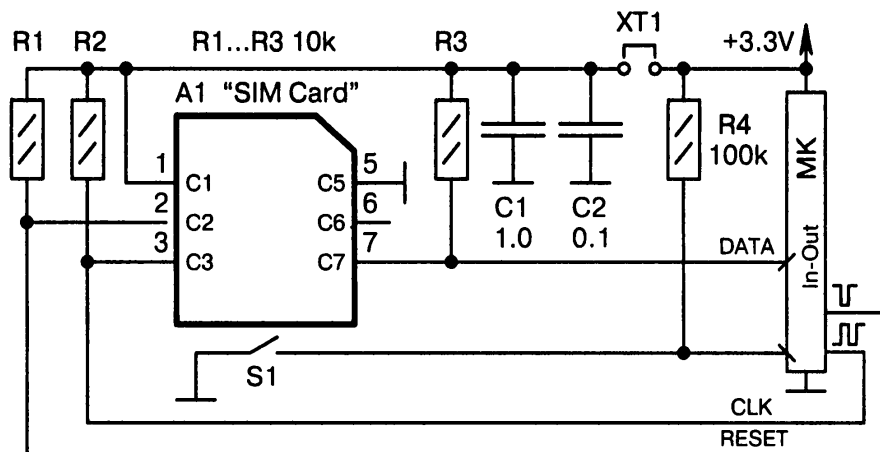 XT1
R1 R2 R1...R3 10k R3 +3.3V
A1 “SIM Card”
R4
100k
MK
In-Out
1 C1 C5 5
2 C2 C6 6
3 C3 C7 7
C1 C2
1.0 0.1
DATA
S1
CLK
RESET